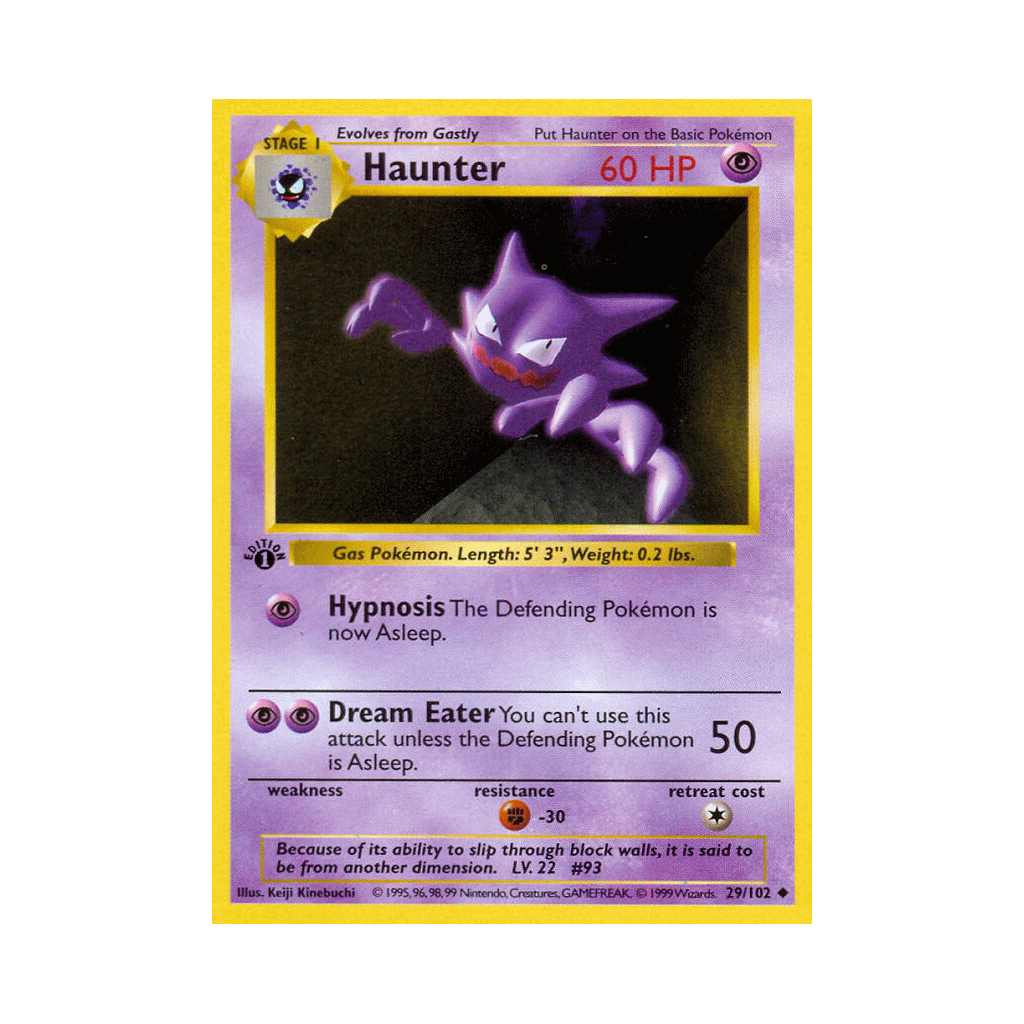 Evolves from Gastly
Put Haunter on the Basic Pokémon
STAGE 1
Haunter
60 HP
EDITION
1
Gas Pokémon. Length: 5' 3", Weight: 0.2 lbs.
Hypnosis The Defending Pokémon is
now Asleep.
Dream Eater You can't use this
attack unless the Defending Pokémon
is Asleep.
50
weakness
resistance
retreat cost
-30
Because of its ability to slip through block walls, it is said to
be from another dimension. LV. 22 #93
Illus. Keiji Kinebuchi © 1995, 96, 98, 99 Nintendo, Creatures, GAMEFREAK. © 1999 Wizards. 29/102